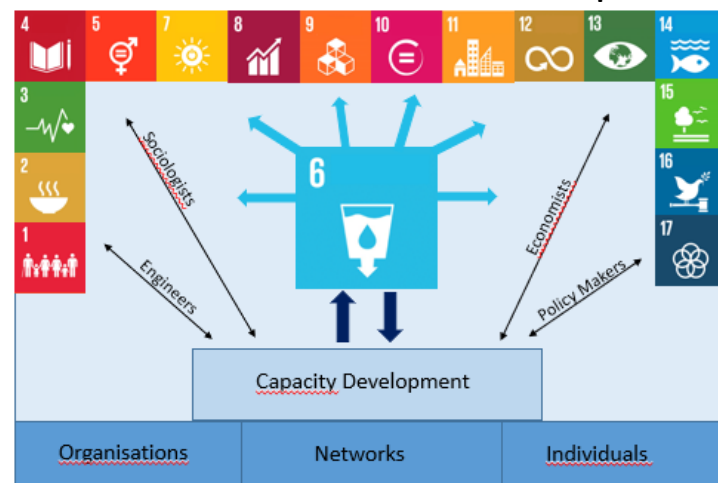 4
5
7
8
9
10
11
12
13
14
3
15
2
6
16
1
17
Sociologists
Economists
Engineers
Policy Makers
Capacity Development
Organisations
Networks
Individuals